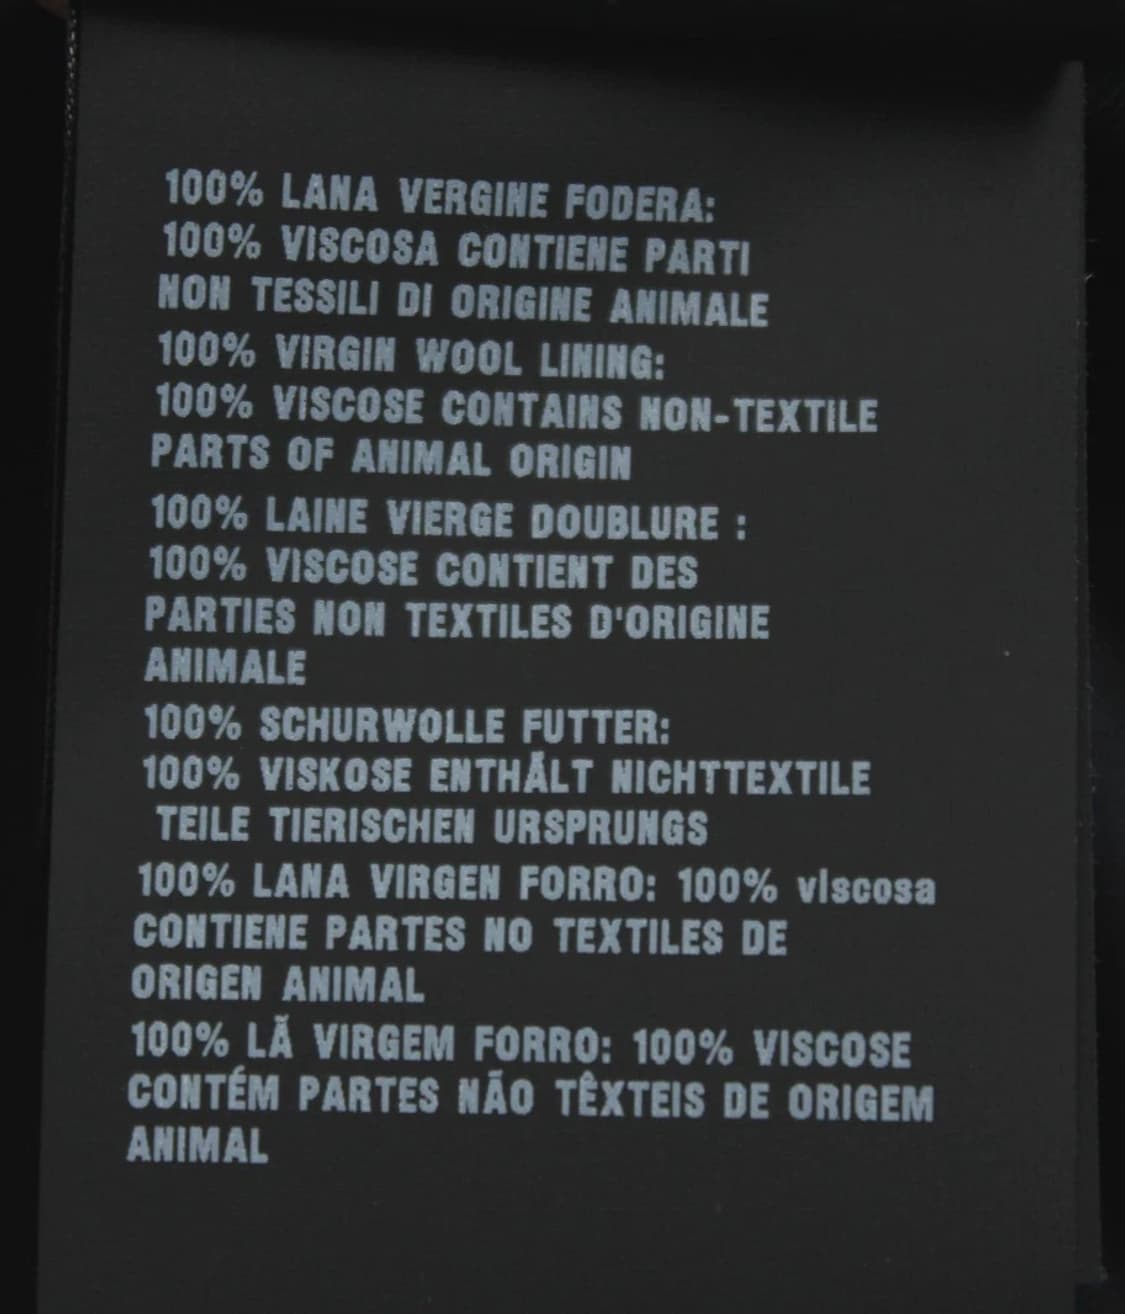 100% LANA VERGINE FODERA:
100% VISCOSA CONTIENE PARTI
NON TESSILI DI ORIGINE ANIMALE
100% VIRGIN WOOL LINING:
100% VISCOSE CONTAINS NON-TEXTILE
PARTS OF ANIMAL ORIGIN
100% LAINE VIERGE DOUBLURE :
100% VISCOSE CONTIENT DES
PARTIES NON TEXTILES D'ORIGINE
ANIMALE
100% SCHURWOLLE FUTTER:
100% VISKOSE ENTHÄLT NICHTTEXTILE
TEILE TIERISCHEN URSPRUNGS
100% LANA VIRGEN FORRO: 100% viscosa
CONTIENE PARTES NO TEXTILES DE
ORIGEN ANIMAL
100% LÃ VIRGEM FORRO: 100% VISCOSE
CONTÉM PARTES NÃO TÊXTEIS DE ORIGEM
ANIMAL